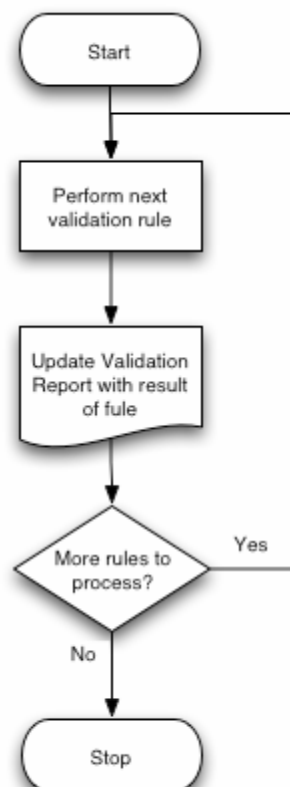 Start
Perform next
validation rule
Update Validation
Report with result
of fule
More rules to
process?
Yes
No
Stop